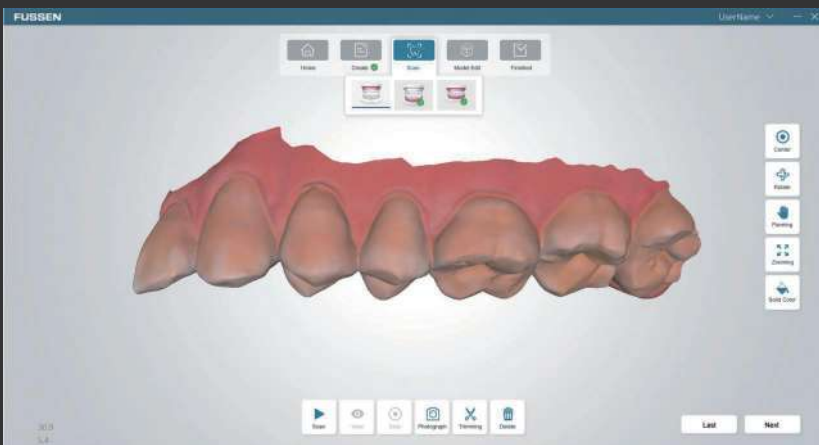 FUSSEN
UserName
Home
Create
Scan
Model Edit
Finished
Center
Rotate
Panning
Zooming
Solid Color
Scan
Photograph
Trimming
Delete
Last
Next